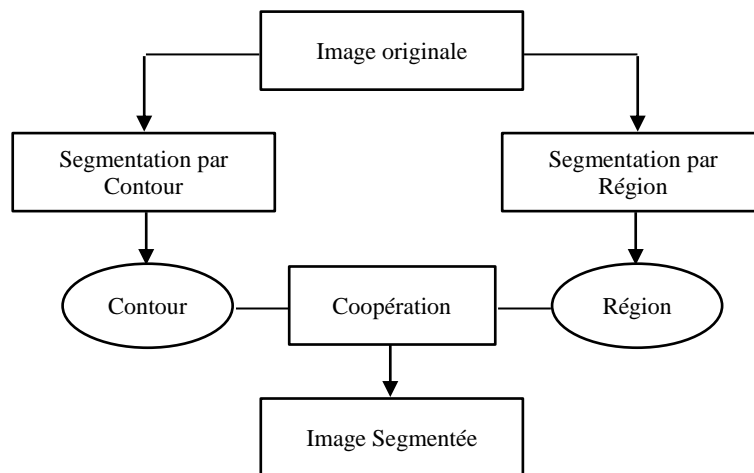 Image originale
Segmentation par
Contour
Segmentation par
Région
Contour
Coopération
Région
Image Segmentée